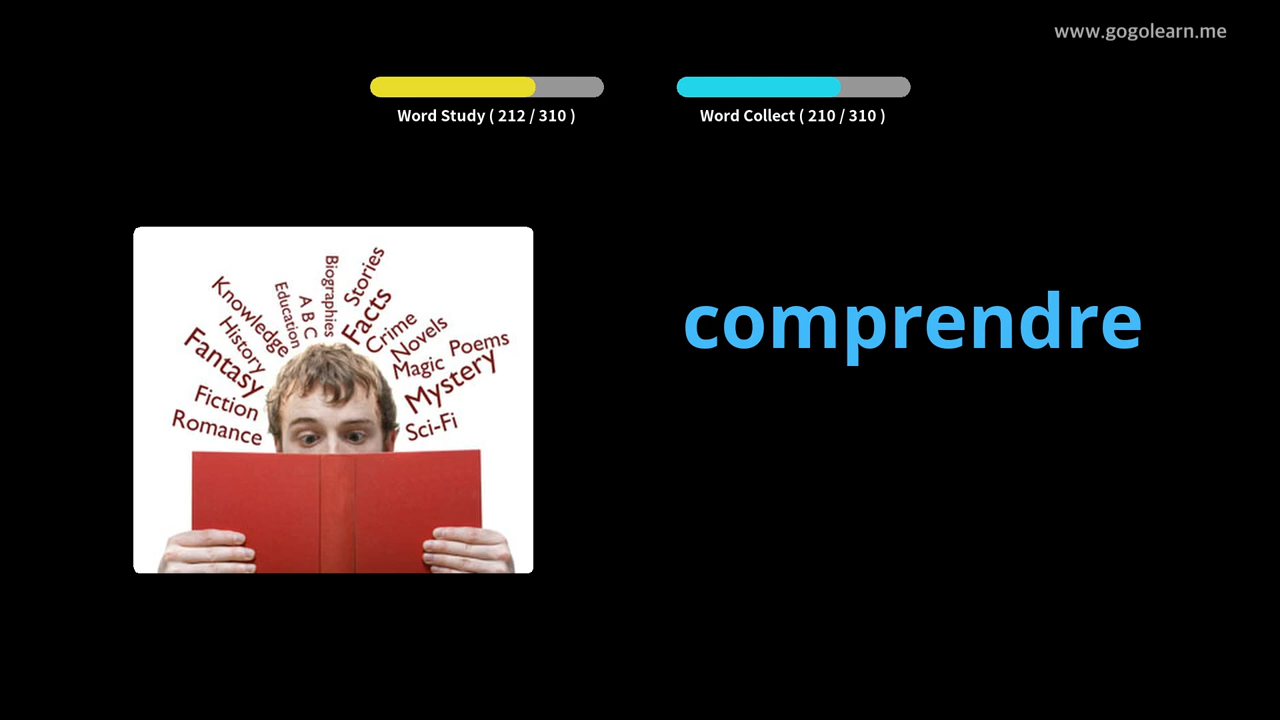 www.gogolearn.me
Word Study ( 212 / 310 )
Word Collect ( 210 / 310 )
comprendre
Biographies
Stories
Education
A B C
Facts
Knowledge
Crime
History
Novels
Fantasy
Magic
Poems
Mystery
Fiction
Romance
Sci-Fi